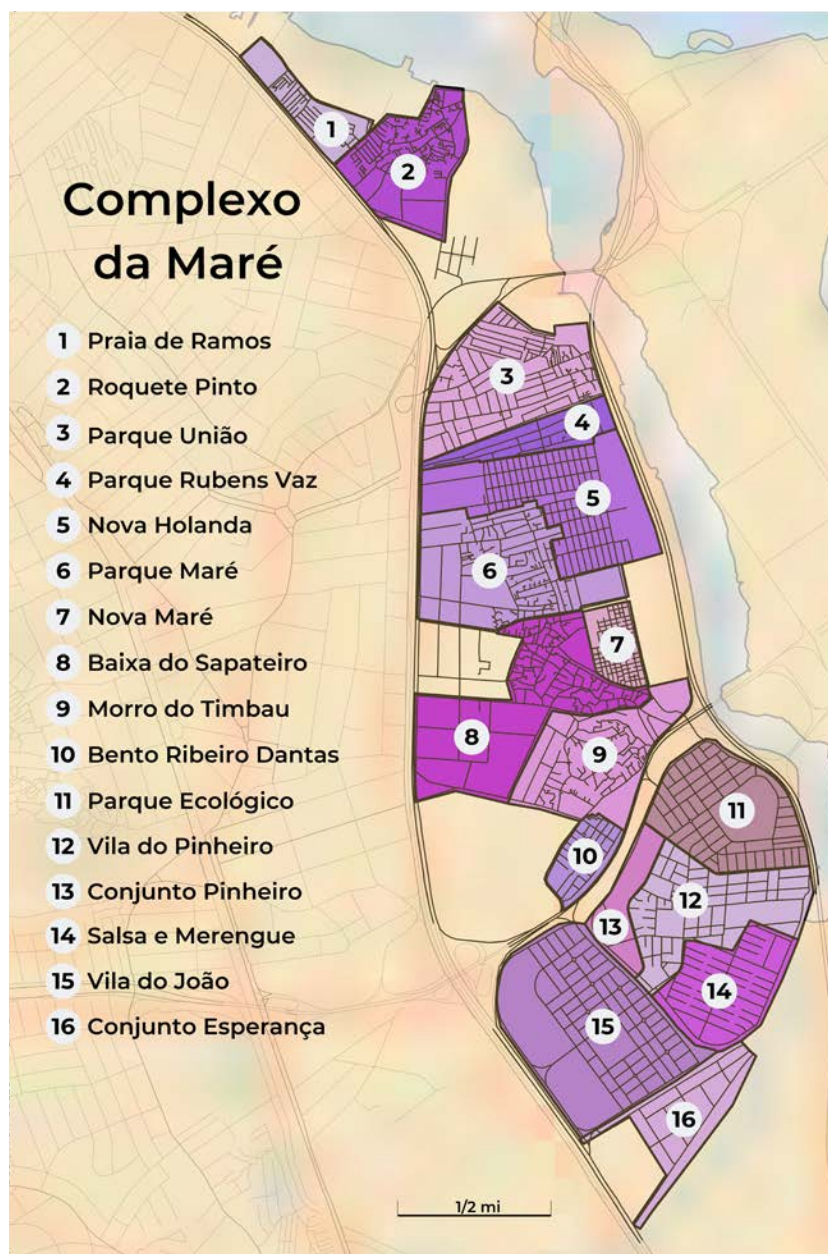 Complexo
da Maré
1 Praia de Ramos
2 Roquete Pinto
3 Parque União
4 Parque Rubens Vaz
5 Nova Holanda
6 Parque Maré
7 Nova Maré
8 Baixa do Sapateiro
9 Morro do Timbau
10 Bento Ribeiro Dantas
11 Parque Ecológico
12 Vila do Pinheiro
13 Conjunto Pinheiro
14 Salsa e Merengue
15 Vila do João
16 Conjunto Esperança
1
2
3
4
5
6
7
8
9
10
11
12
13
14
15
16
1/2 mi